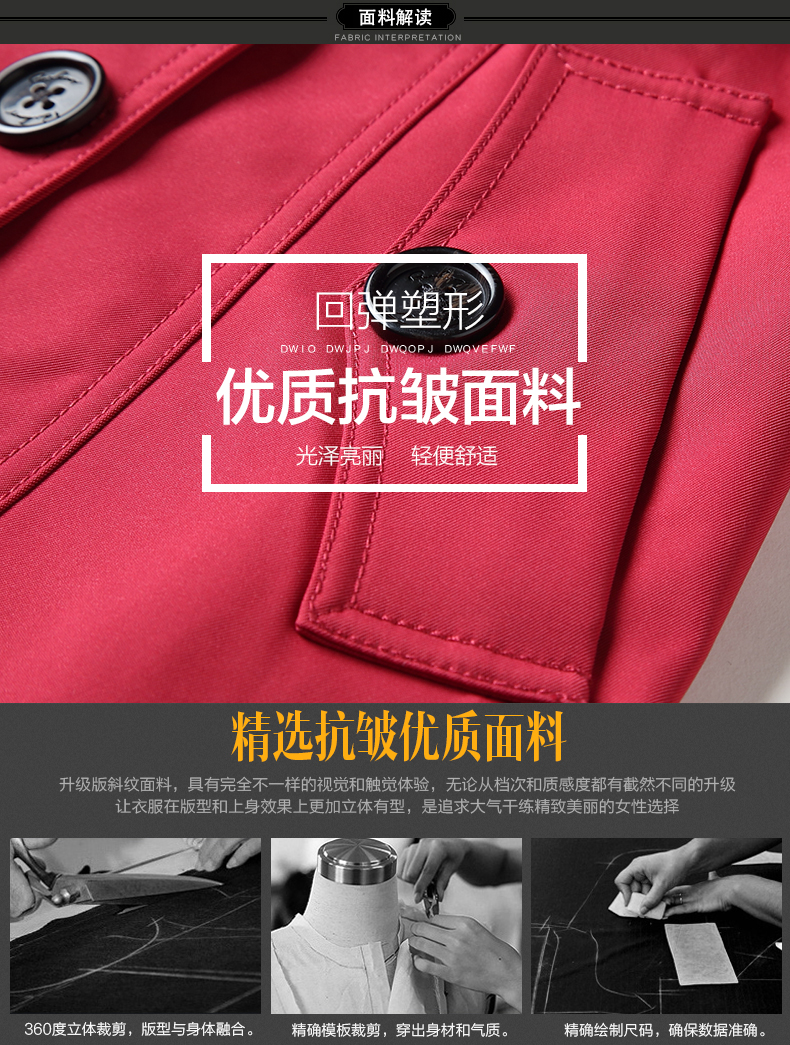 面料解读
FABRIC INTERPRETATION
回弹塑形
DWIO DWJPJ DWQOPJ DWQVEFWF
优质抗皱面料
光泽亮丽 轻便舒适
精选抗皱优质面料
升级版斜纹面料，具有完全不一样的视觉和触觉体验，无论从档次和质感度都有截然不同的升级
让衣服在版型和上身效果上更加立体有型，是追求大气干练精致美丽的女性选择
360度立体裁剪，版型与身体融合。
精确模板裁剪，穿出身材和气质。
精确绘制尺码，确保数据准确。